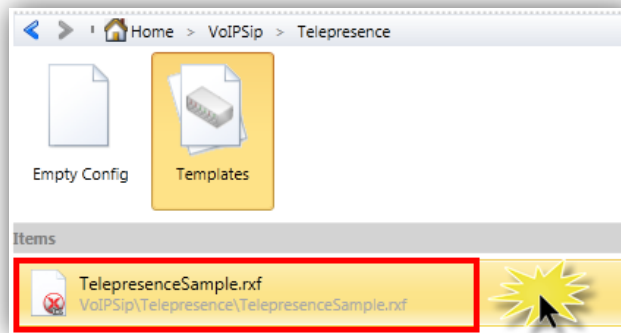 Home > VoIPSip > Telepresence
Empty Config
Templates
Items
TelepresenceSample.rxf
VoIPSip\Telepresence\TelepresenceSample.rxf